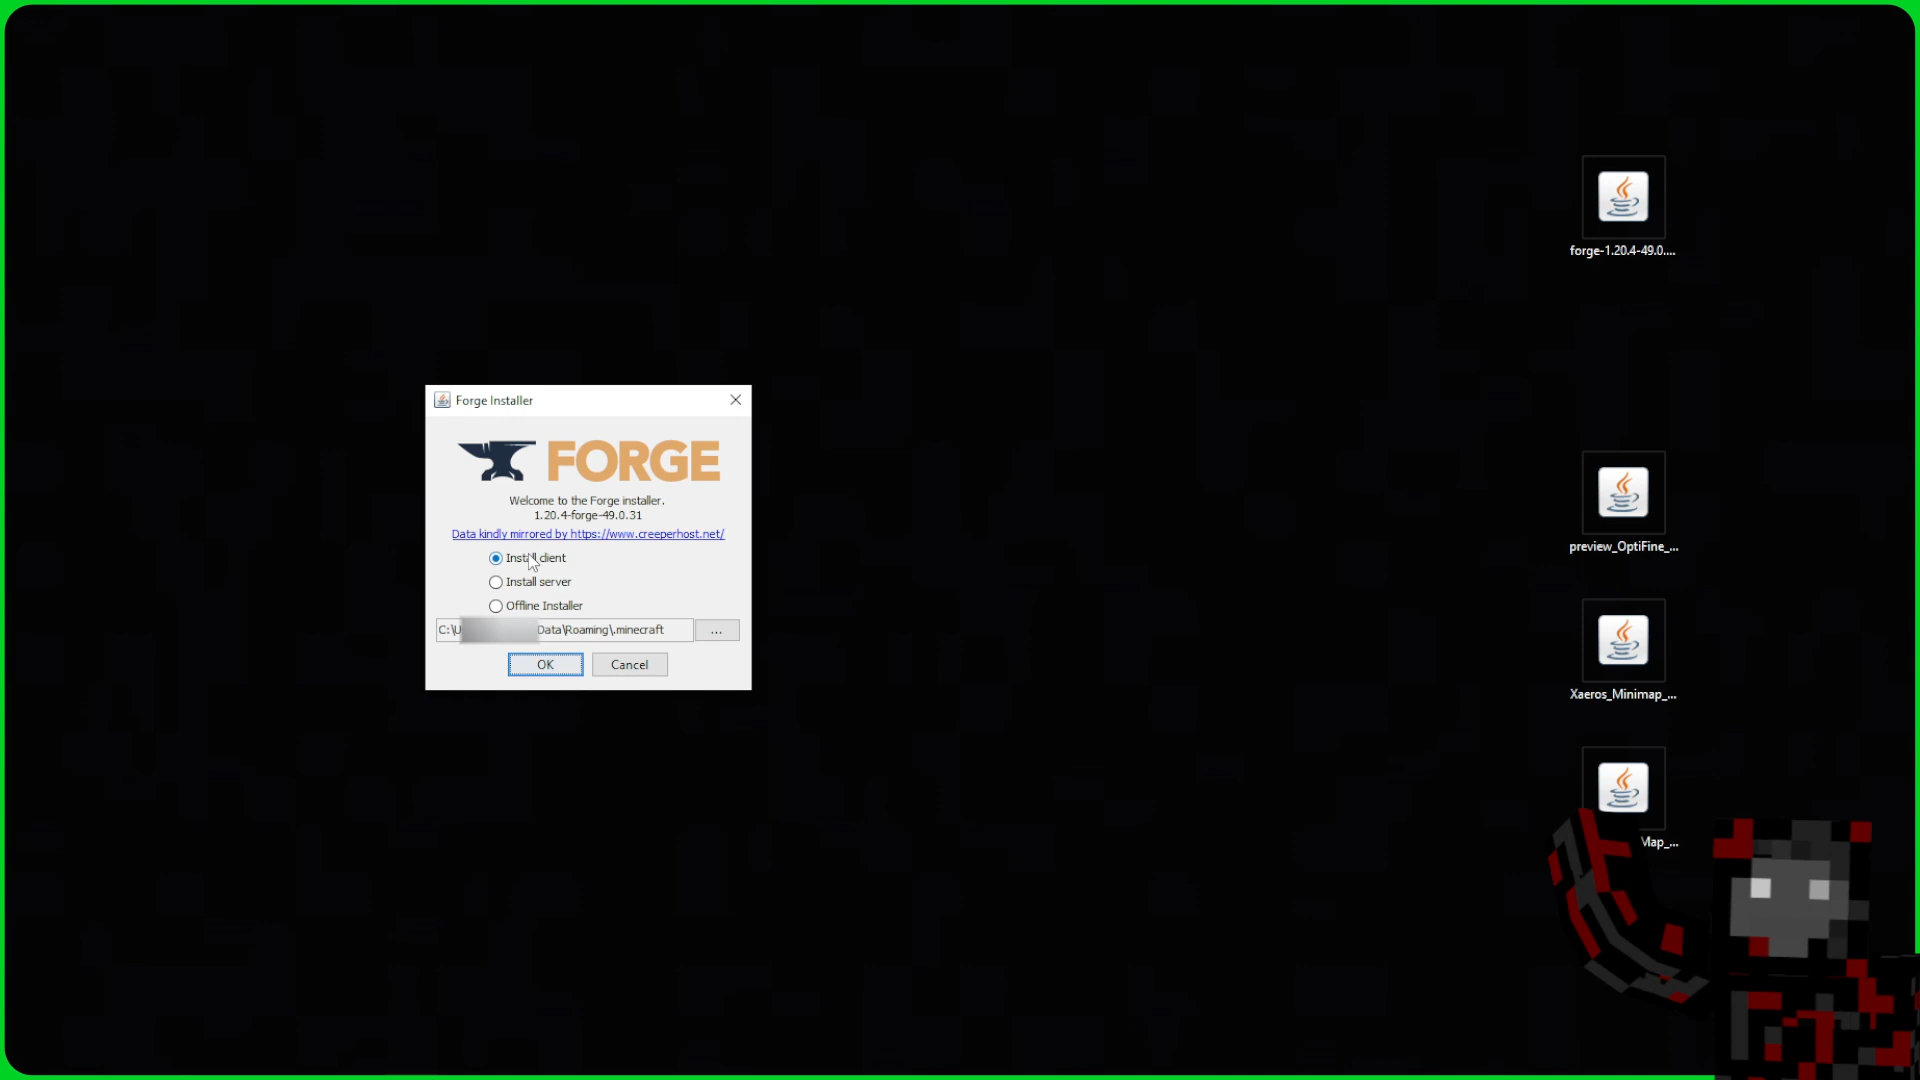 forge-1.20.4-49.0....
Forge Installer
FORGE
Welcome to the Forge installer.
1.20.4-forge-49.0.31
Data kindly mirrored by https://www.creeperhost.net/
Install client
Install server
Offline Installer
C:\U Data\Roaming\.minecraft
...
OK
Cancel
preview_OptiFine_...
Xaeros_Minimap_...
Map_...